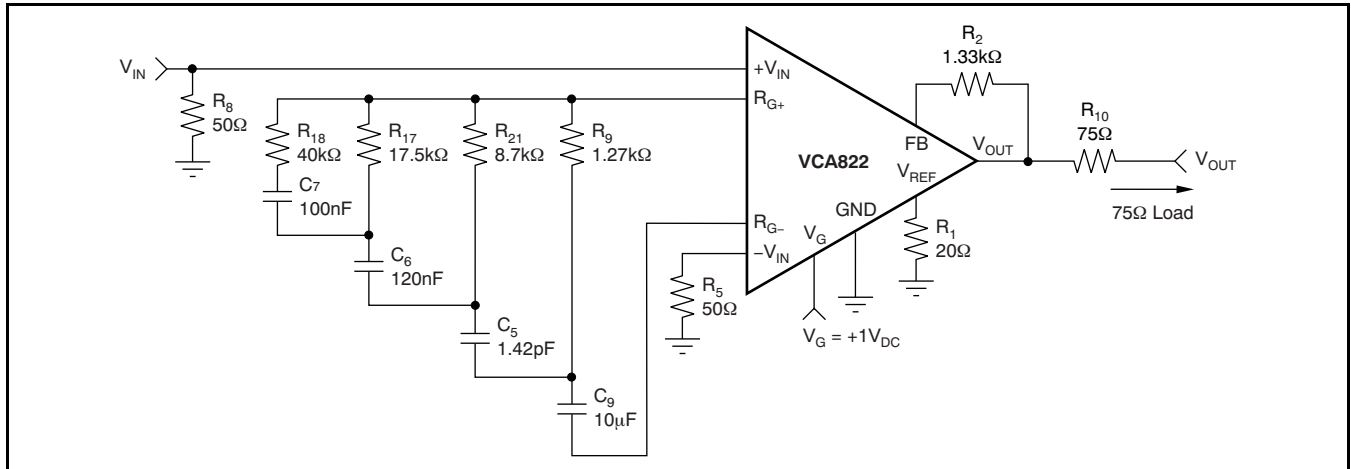 V_IN
R_8
50Ω
R_18
40kΩ
C_7
100nF
R_17
17.5kΩ
C_6
120nF
R_21
8.7kΩ
C_5
1.42pF
R_9
1.27kΩ
C_9
10μF
+V_IN
R_G+
R_G−
−V_IN
R_5
50Ω
VCA822
FB
V_OUT
V_REF
GND
V_G
V_G = +1V_DC
R_1
20Ω
R_2
1.33kΩ
R_10
75Ω
V_OUT
75Ω Load